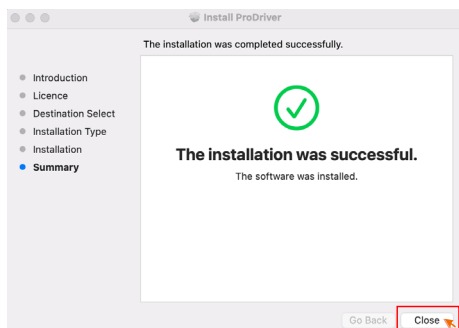 Install ProDriver
The installation was completed successfully.
Introduction
Licence
Destination Select
Installation Type
Installation
Summary
The installation was successful.
The software was installed.
Go Back
Close